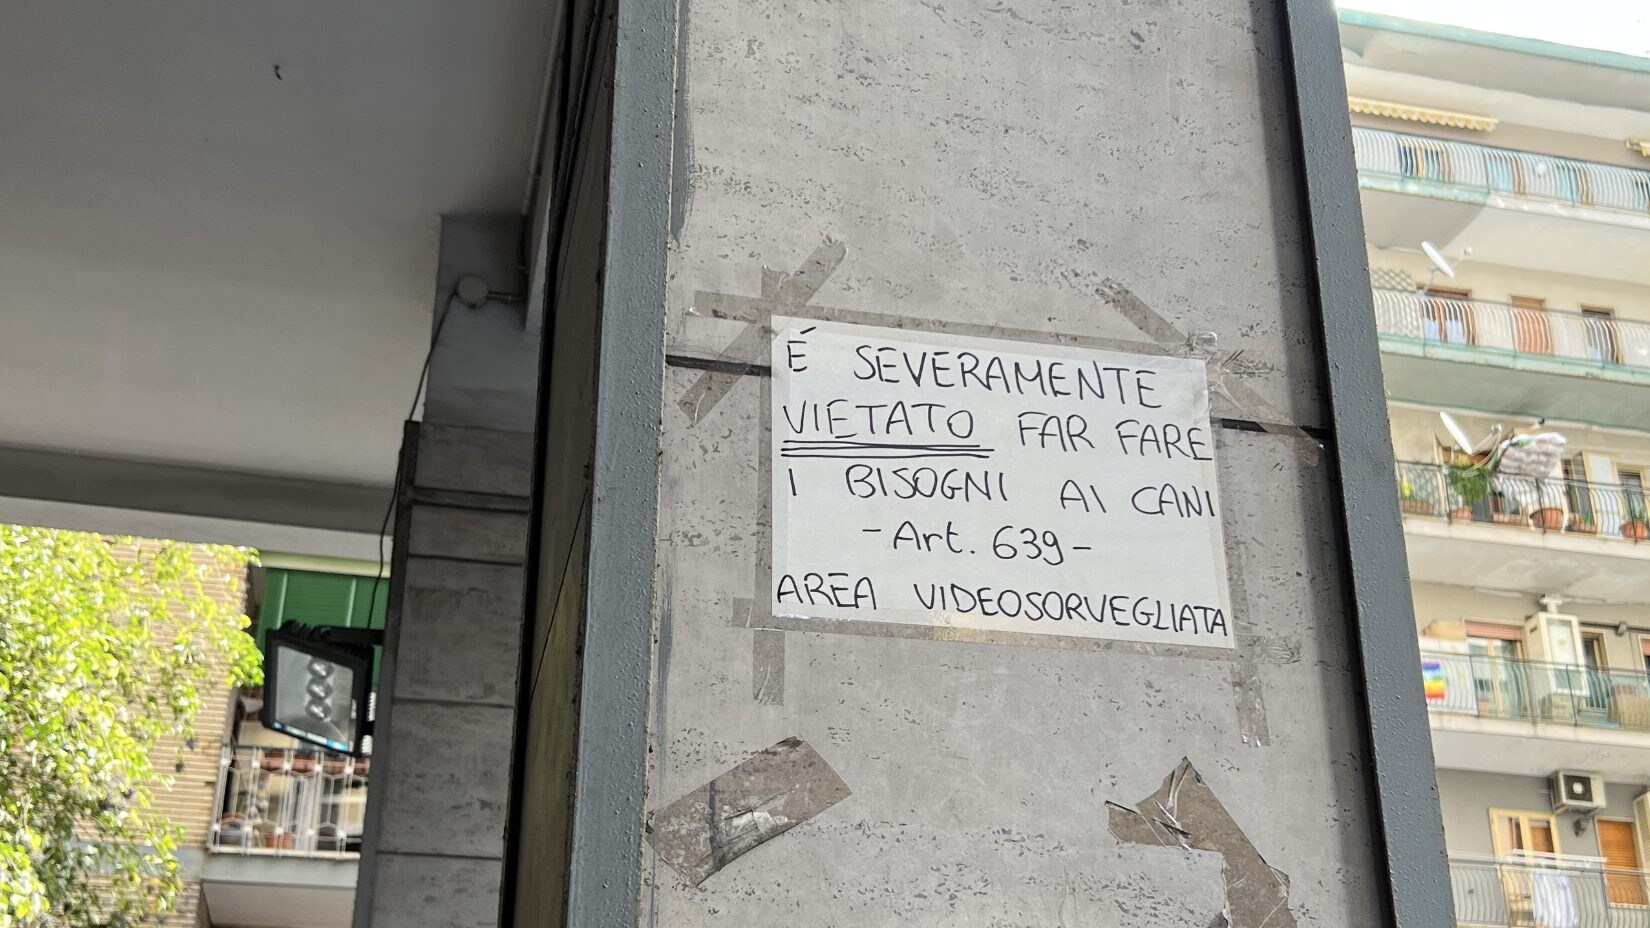 É SEVERAMENTE
VIETATO FAR FARE
I BISOGNI AI CANI
- Art. 639 -
AREA VIDEOSORVEGLIATA